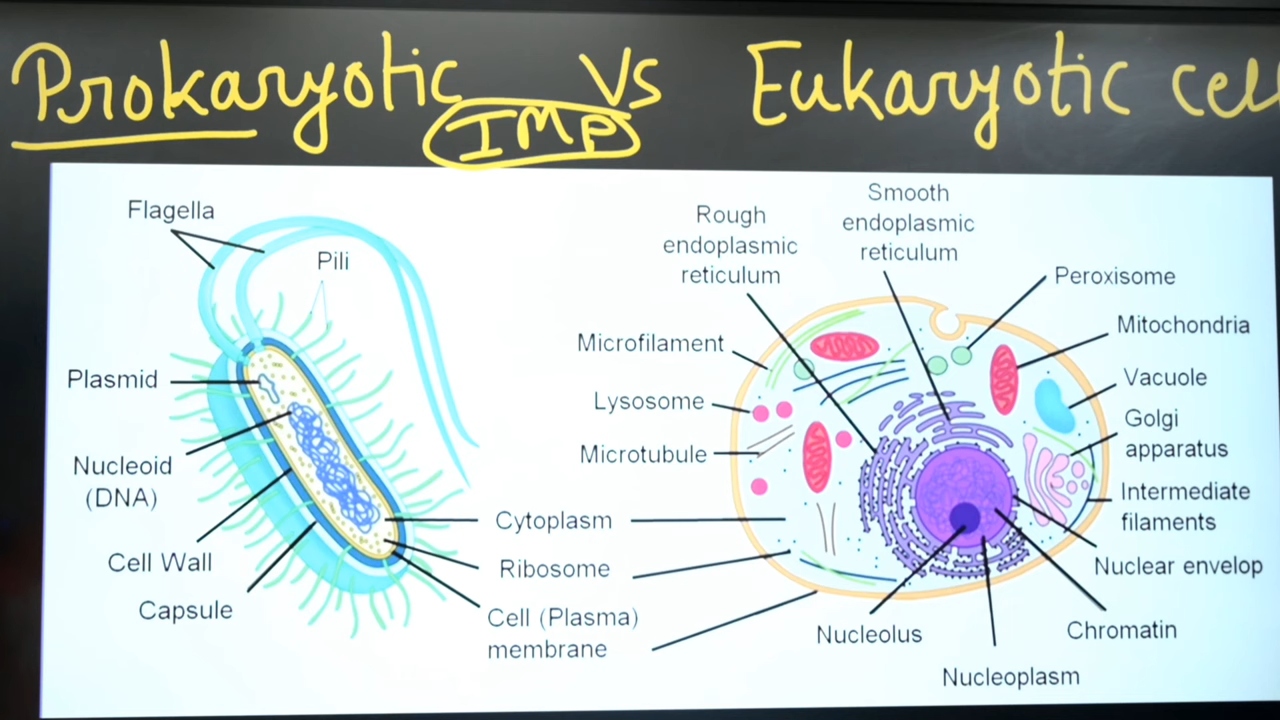 Prokaryotic VS Eukaryotic cell
IMP
Flagella
Pili
Plasmid
Nucleoid
(DNA)
Cell Wall
Capsule
Cytoplasm
Ribosome
Cell (Plasma)
membrane
Rough
endoplasmic
reticulum
Smooth
endoplasmic
reticulum
Microfilament
Lysosome
Microtubule
Peroxisome
Mitochondria
Vacuole
Golgi
apparatus
Intermediate
filaments
Nuclear envelop
Chromatin
Nucleolus
Nucleoplasm